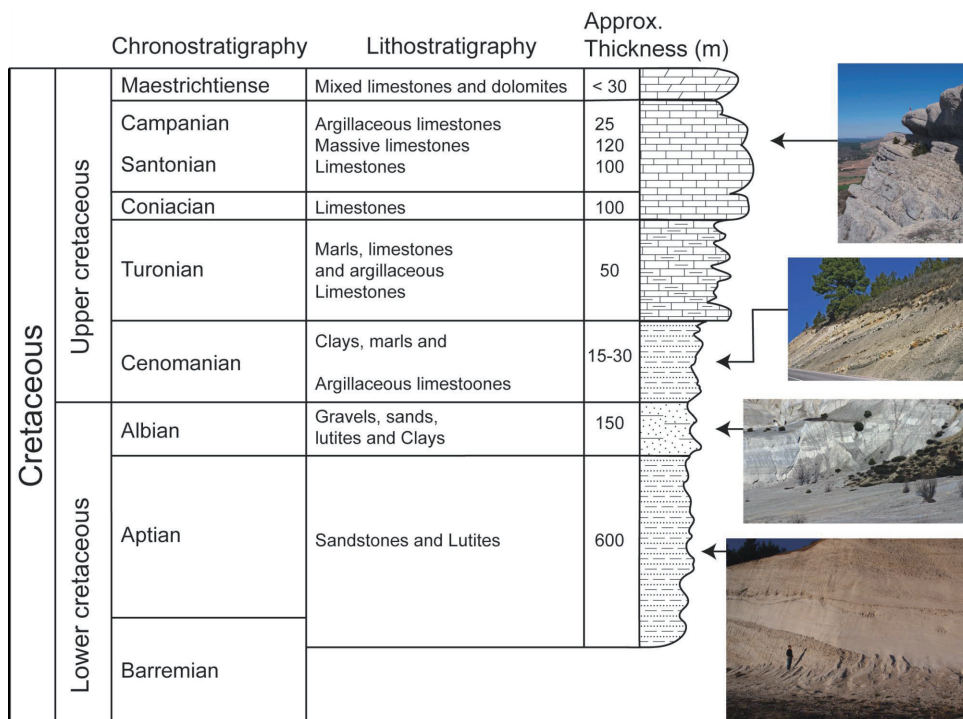 Chronostratigraphy
Lithostratigraphy
Approx.
Thickness (m)
Cretaceous
Upper cretaceous
Maestrichtiense
Mixed limestones and dolomites
< 30
Campanian
Argillaceous limestones
25
Massive limestones
120
Santonian
Limestones
100
Coniacian
Limestones
100
Turonian
Marls, limestones
and argillaceous
Limestones
50
Cenomanian
Clays, marls and
Argillaceous limestoones
15-30
Lower cretaceous
Albian
Gravels, sands,
lutites and Clays
150
Aptian
Sandstones and Lutites
600
Barremian